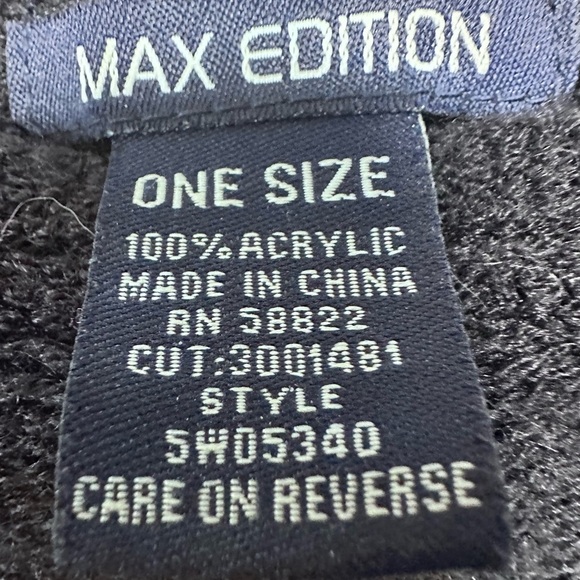 MAX EDITION
ONE SIZE
100% ACRYLIC
MADE IN CHINA
RN 58822
CUT:3001481
STYLE
SW05340
CARE ON REVERSE